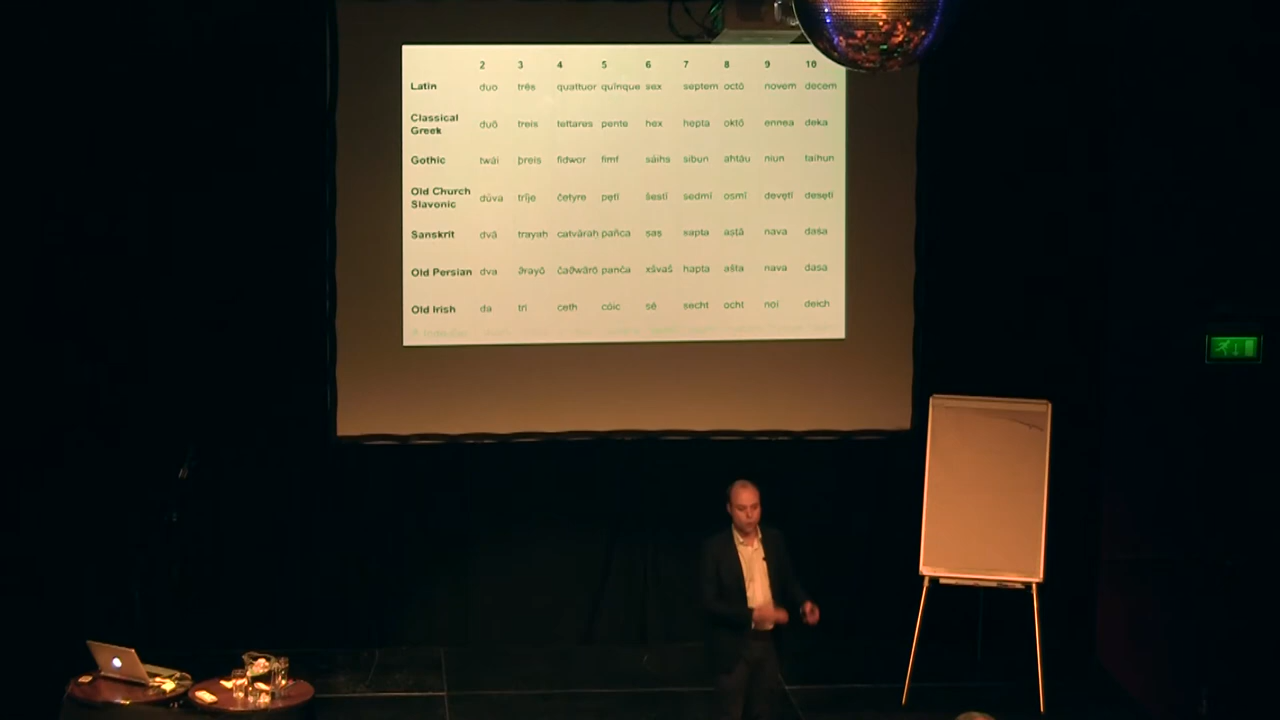 2 3 4 5 6 7 8 9 10
Latin duo três quattuor quīnque sex septem octō novem decem
Classical
Greek duō treis tettares pente hex hepta oktō ennea deka
Gothic twái þreis fidwor fimf sáihs sibun ahtáu niun taíhun
Old Church
Slavonic dŭva trĭje četyre pętĭ šestĭ sedmĭ osmĭ devętĭ desętĭ
Sanskrit dvā trayaḥ catvāraḥ pañca ṣaṣ sapta aṣṭā nava daśa
Old Persian dva ϑrayō čaϑwārō panča xšvaš hapta ašta nava dasa
Old Irish da tri ceth cóic sé secht ocht noí deich